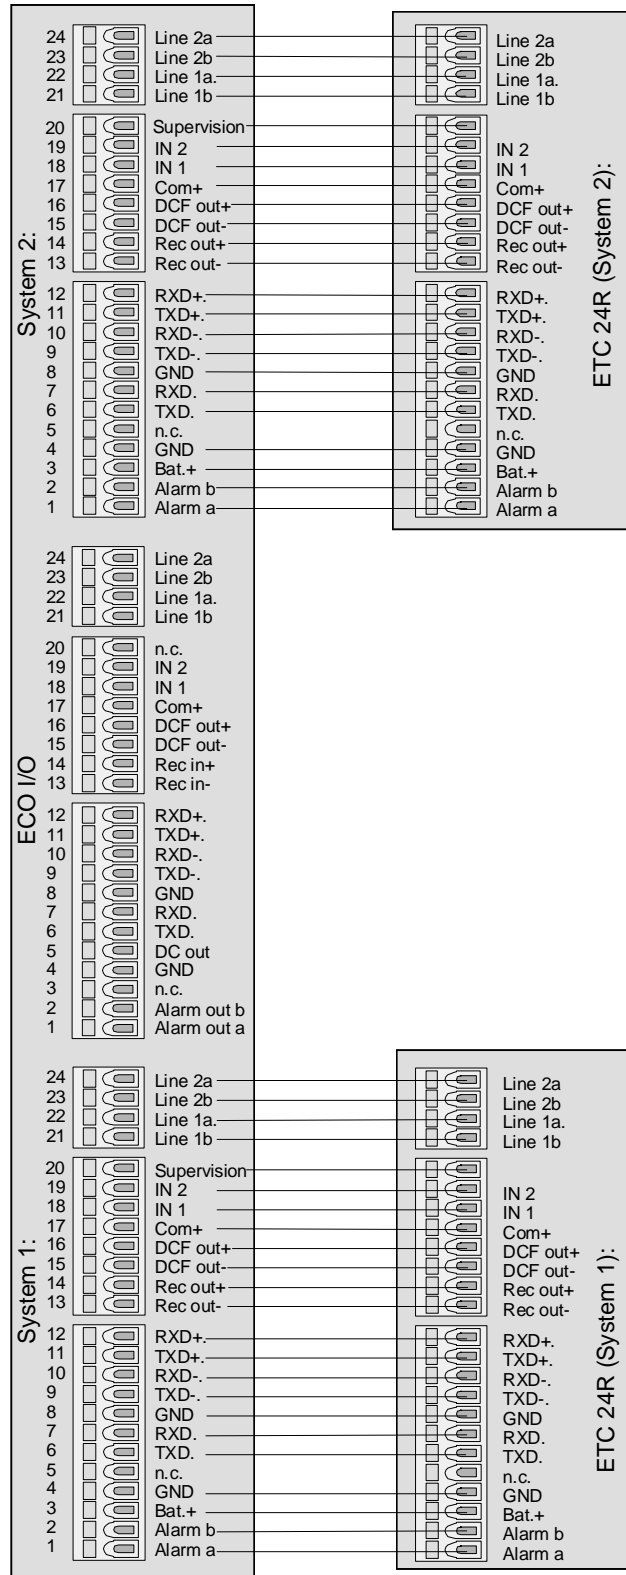 System 2:
24 Line 2a
23 Line 2b
22 Line 1a.
21 Line 1b
20 Supervision
19 IN 2
18 IN 1
17 Com+
16 DCF out+
15 DCF out-
14 Rec out+
13 Rec out-
12 RXD+.
11 TXD+.
10 RXD-.
9 TXD-.
8 GND
7 RXD.
6 TXD.
5 n.c.
4 GND
3 Bat.+
2 Alarm b
1 Alarm a
ETC 24R (System 2):
Line 2a
Line 2b
Line 1a.
Line 1b
IN 2
IN 1
Com+
DCF out+
DCF out-
Rec out+
Rec out-
RXD+.
TXD+.
RXD-.
TXD-.
GND
RXD.
TXD.
n.c.
GND
Bat.+
Alarm b
Alarm a
ECO I/O
24 Line 2a
23 Line 2b
22 Line 1a.
21 Line 1b
20 n.c.
19 IN 2
18 IN 1
17 Com+
16 DCF out+
15 DCF out-
14 Rec in+
13 Rec in-
12 RXD+.
11 TXD+.
10 RXD-.
9 TXD-.
8 GND
7 RXD.
6 TXD.
5 DC out
4 GND
3 n.c.
2 Alarm out b
1 Alarm out a
System 1:
24 Line 2a
23 Line 2b
22 Line 1a.
21 Line 1b
20 Supervision
19 IN 2
18 IN 1
17 Com+
16 DCF out+
15 DCF out-
14 Rec out+
13 Rec out-
12 RXD+.
11 TXD+.
10 RXD-.
9 TXD-.
8 GND
7 RXD.
6 TXD.
5 n.c.
4 GND
3 Bat.+
2 Alarm b
1 Alarm a
ETC 24R (System 1):
Line 2a
Line 2b
Line 1a.
Line 1b
IN 2
IN 1
Com+
DCF out+
DCF out-
Rec out+
Rec out-
RXD+.
TXD+.
RXD-.
TXD-.
GND
RXD.
TXD.
n.c.
GND
Bat.+
Alarm b
Alarm a